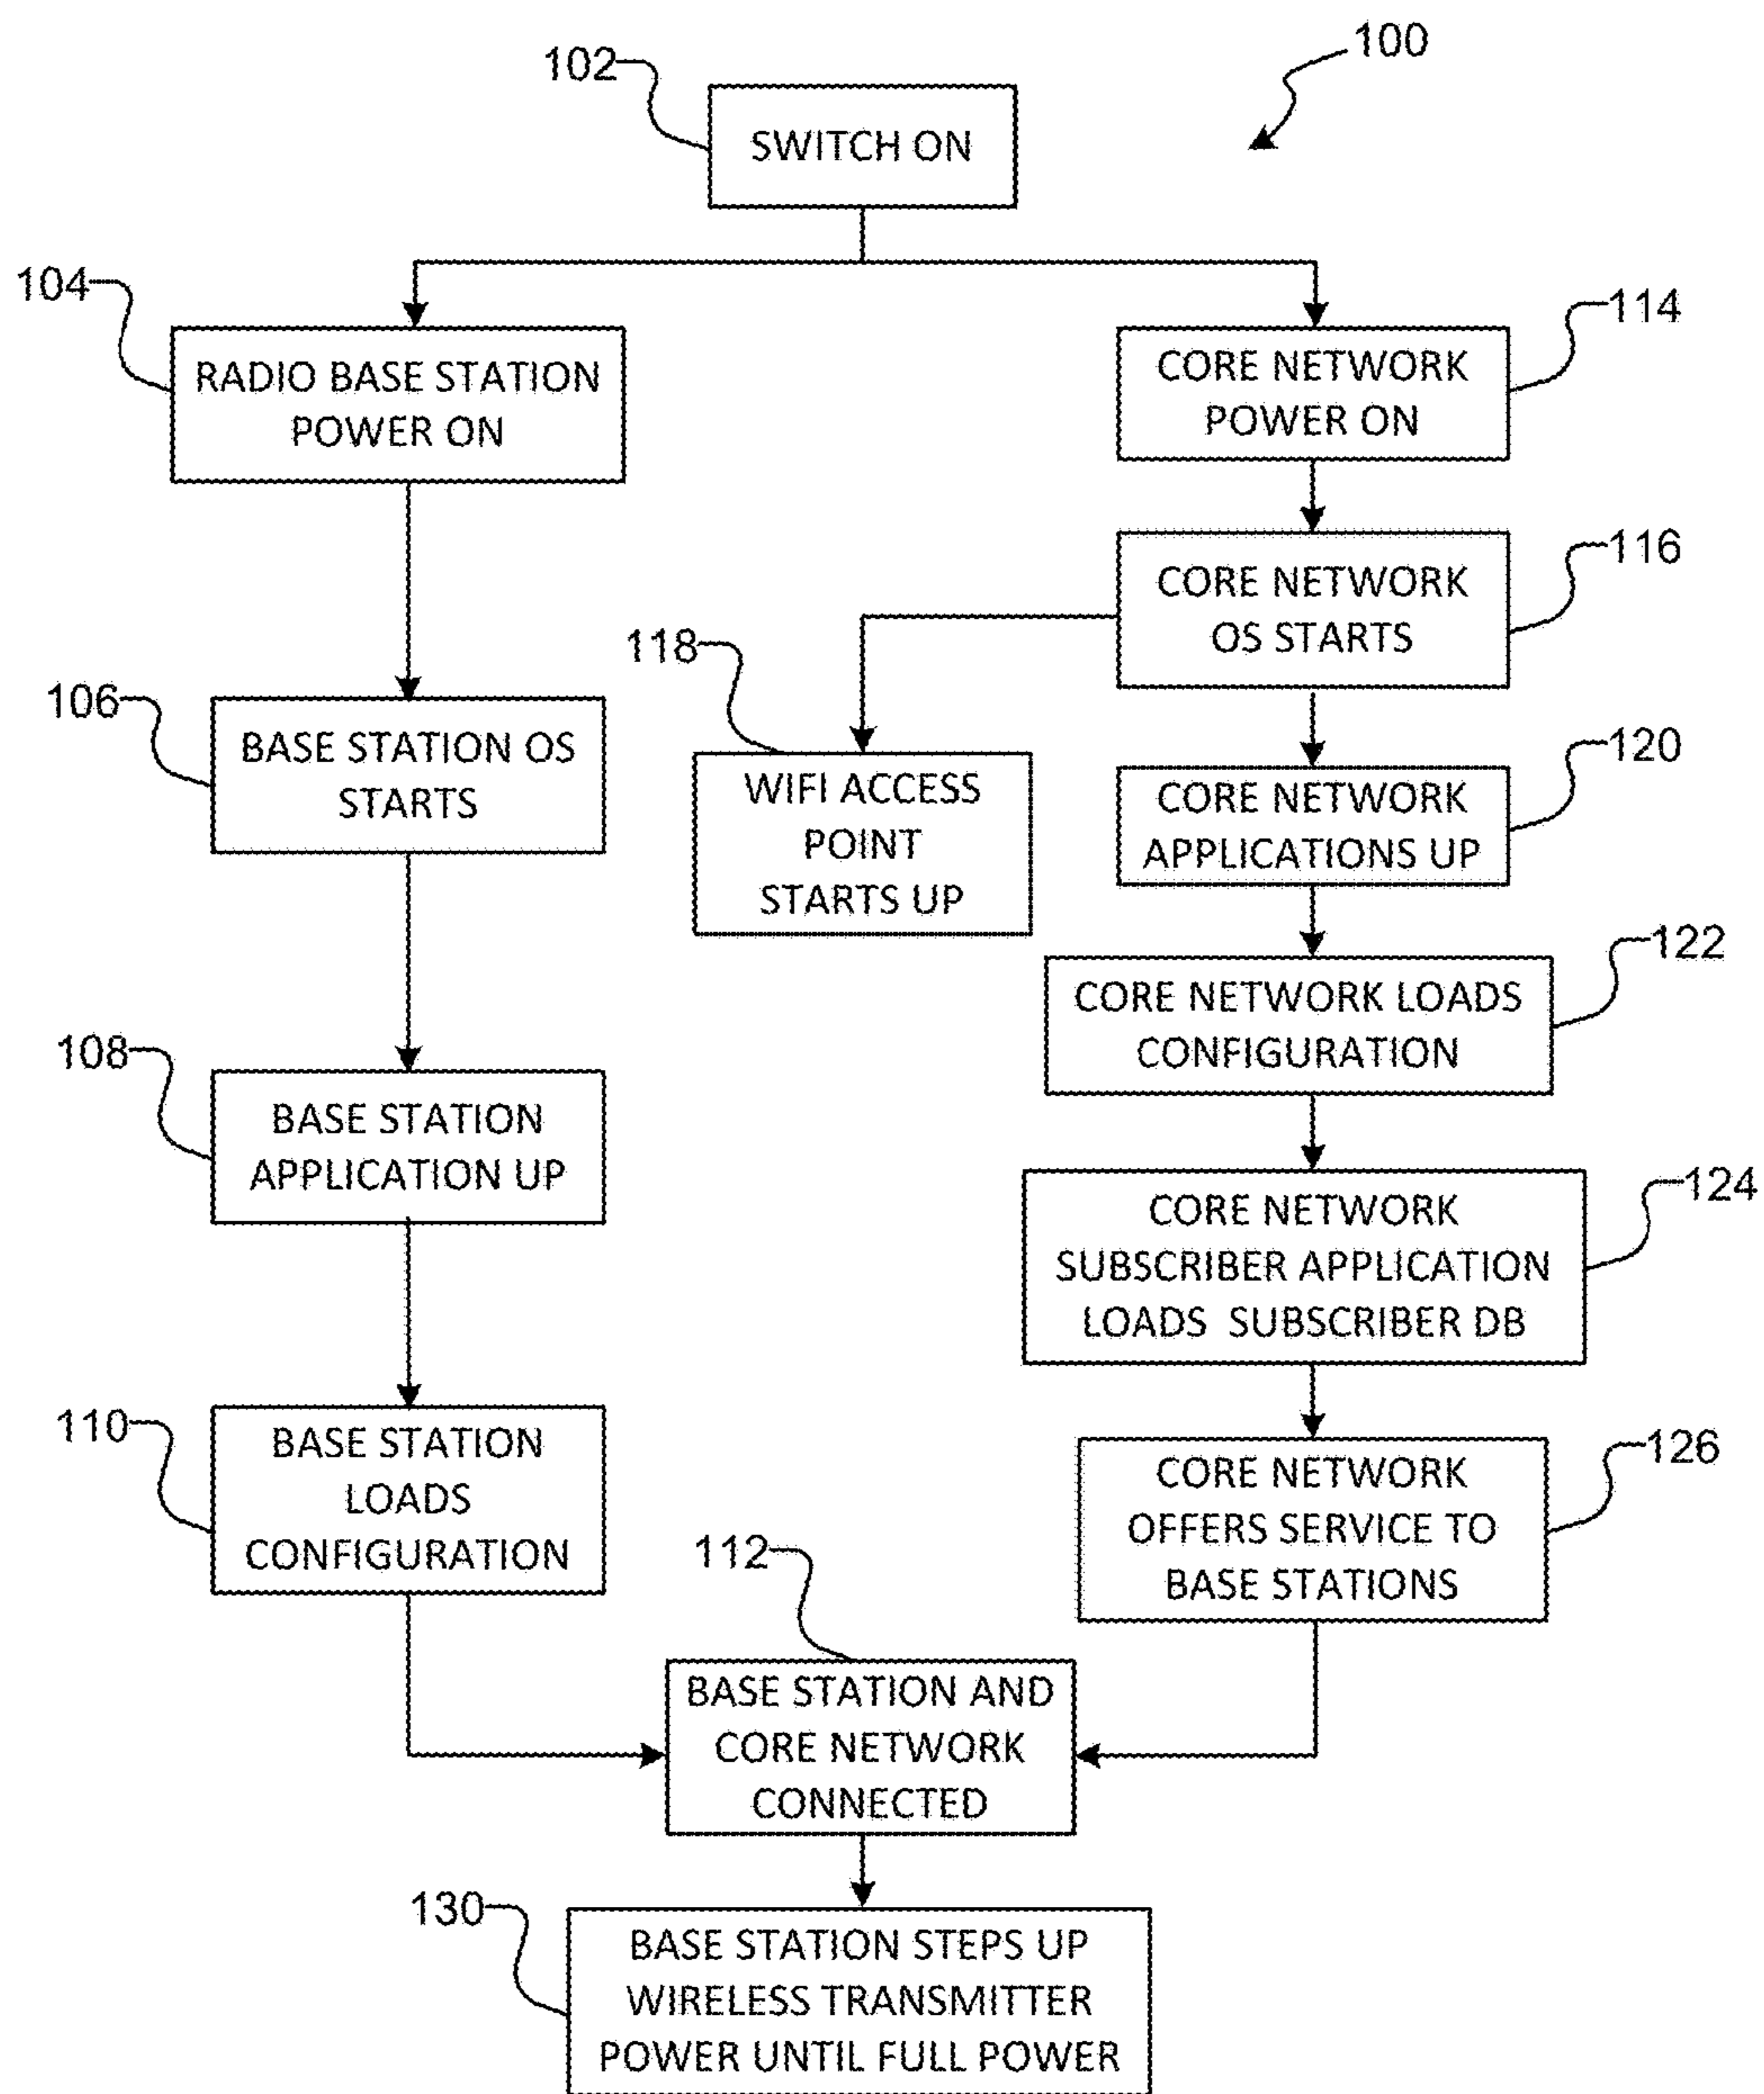 100
102
SWITCH ON
104
RADIO BASE STATION
POWER ON
114
CORE NETWORK
POWER ON
116
CORE NETWORK
OS STARTS
118
WIFI ACCESS
POINT
STARTS UP
106
BASE STATION OS
STARTS
120
CORE NETWORK
APPLICATIONS UP
122
CORE NETWORK LOADS
CONFIGURATION
108
BASE STATION
APPLICATION UP
124
CORE NETWORK
SUBSCRIBER APPLICATION
LOADS SUBSCRIBER DB
110
BASE STATION
LOADS
CONFIGURATION
126
CORE NETWORK
OFFERS SERVICE TO
BASE STATIONS
112
BASE STATION AND
CORE NETWORK
CONNECTED
130
BASE STATION STEPS UP
WIRELESS TRANSMITTER
POWER UNTIL FULL POWER